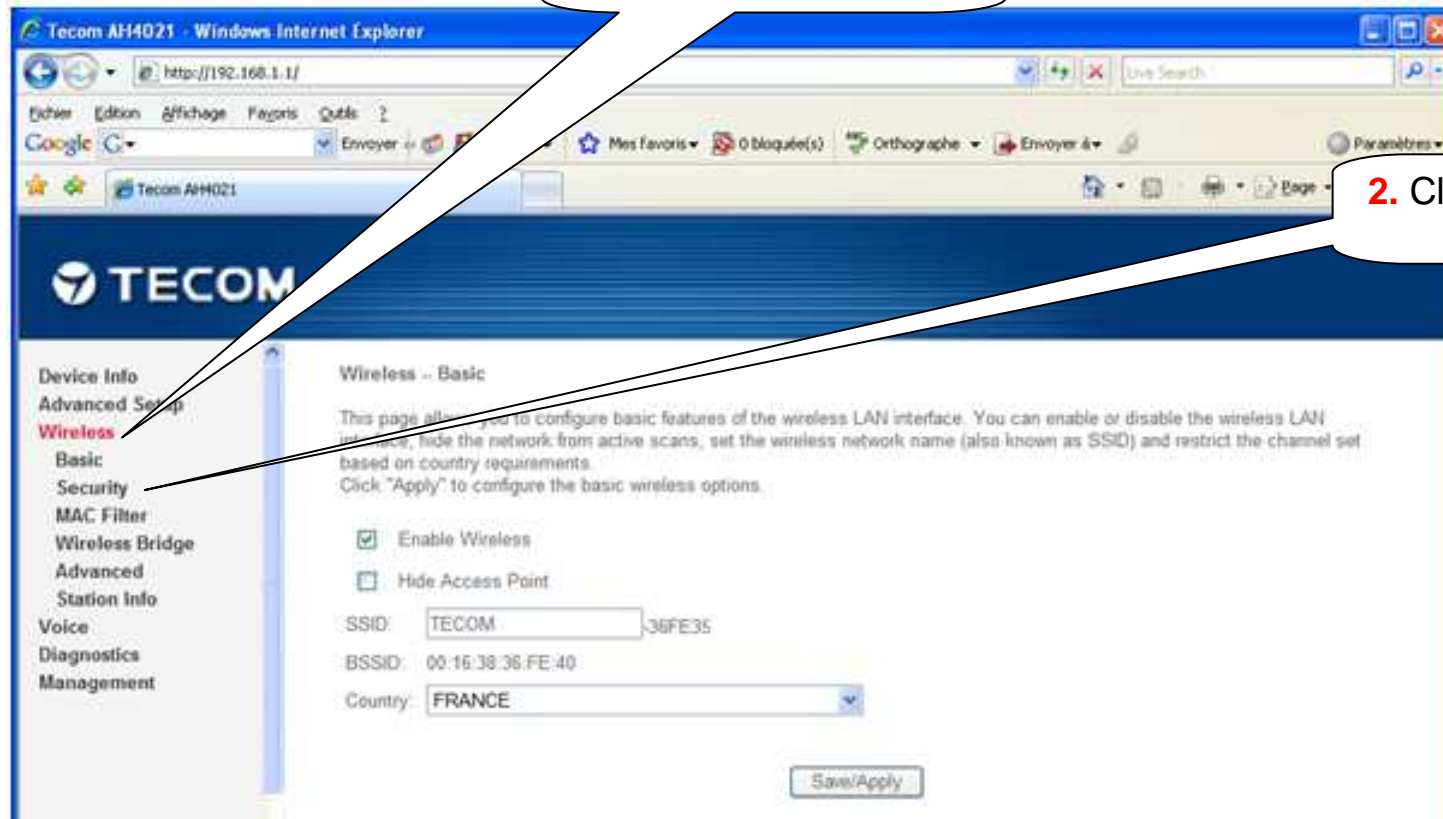 Tecom AH4021 - Windows Internet Explorer
http://192.168.1.1/
Live Search
Fichier Edition Affichage Favoris Outils ?
Google G Envoyer Mes favoris 0 bloquée(s) Orthographe Envoyer à Paramètres
Tecom AH4021
Page
2. Cl
TECOM
Device Info
Advanced Setup
Wireless
Basic
Security
MAC Filter
Wireless Bridge
Advanced
Station Info
Voice
Diagnostics
Management
Wireless -- Basic
This page allows you to configure basic features of the wireless LAN interface. You can enable or disable the wireless LAN
interface, hide the network from active scans, set the wireless network name (also known as SSID) and restrict the channel set
based on country requirements.
Click "Apply" to configure the basic wireless options.
Enable Wireless
Hide Access Point
SSID: TECOM -36FE35
BSSID: 00:16:38:36:FE:40
Country: FRANCE
Save/Apply